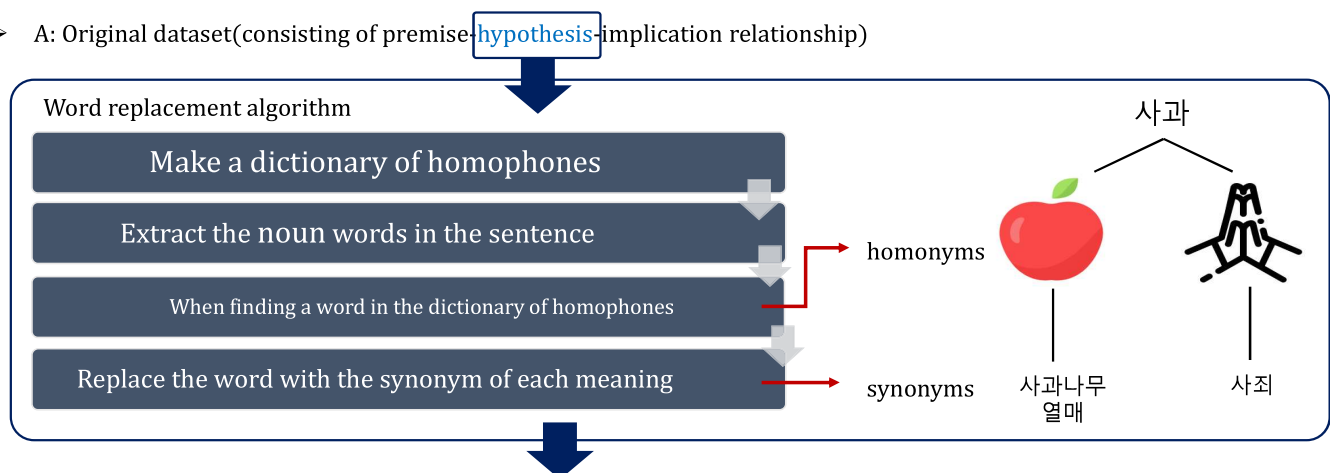 A: Original dataset(consisting of premise-hypothesis-implication relationship)
Word replacement algorithm
Make a dictionary of homophones
Extract the noun words in the sentence
When finding a word in the dictionary of homophones
Replace the word with the synonym of each meaning
homonyms
synonyms
사과
사과나무
열매
사죄